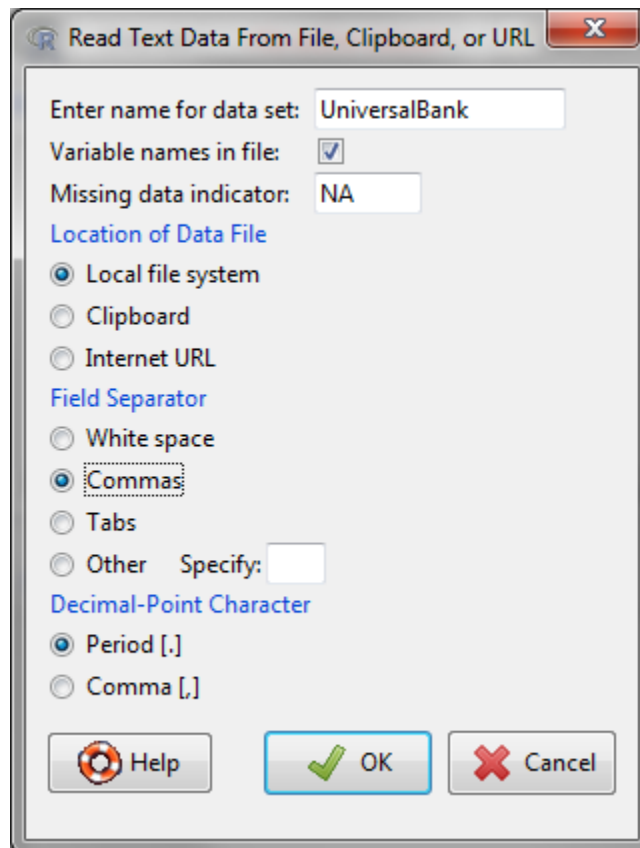 Read Text Data From File, Clipboard, or URL
Enter name for data set: UniversalBank
Variable names in file:
Missing data indicator: NA
Location of Data File
Local file system
Clipboard
Internet URL
Field Separator
White space
Commas
Tabs
Other Specify:
Decimal-Point Character
Period [.]
Comma [,]
Help OK Cancel